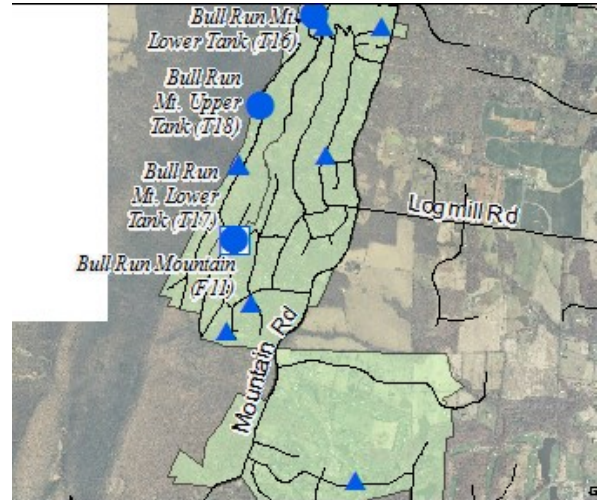 Bull Run Mt.
Lower Tank (T16)
Bull Run
Mt. Upper
Tank (T18)
Bull Run
Mt. Lower
Tank (T17)
Logmill Rd
Bull Run Mountain
(F11)
Mountain Rd